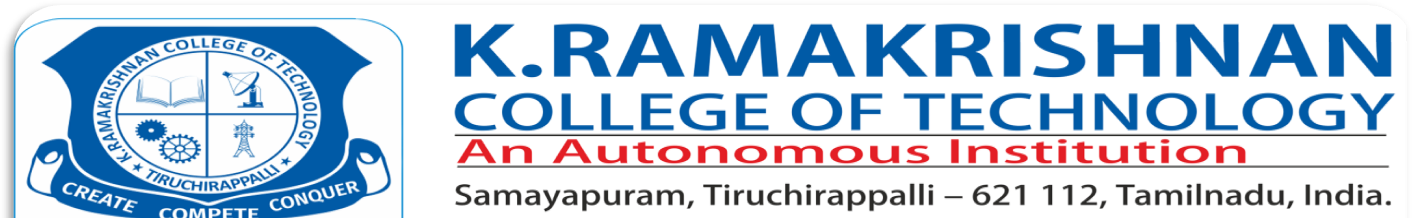 K.RAMAKRISHNAN COLLEGE OF TECHNOLOGY
★ TIRUCHIRAPPALLI ★
CREATE COMPETE CONQUER
K.RAMAKRISHNAN
COLLEGE OF TECHNOLOGY
An Autonomous Institution
Samayapuram, Tiruchirappalli – 621 112, Tamilnadu, India.